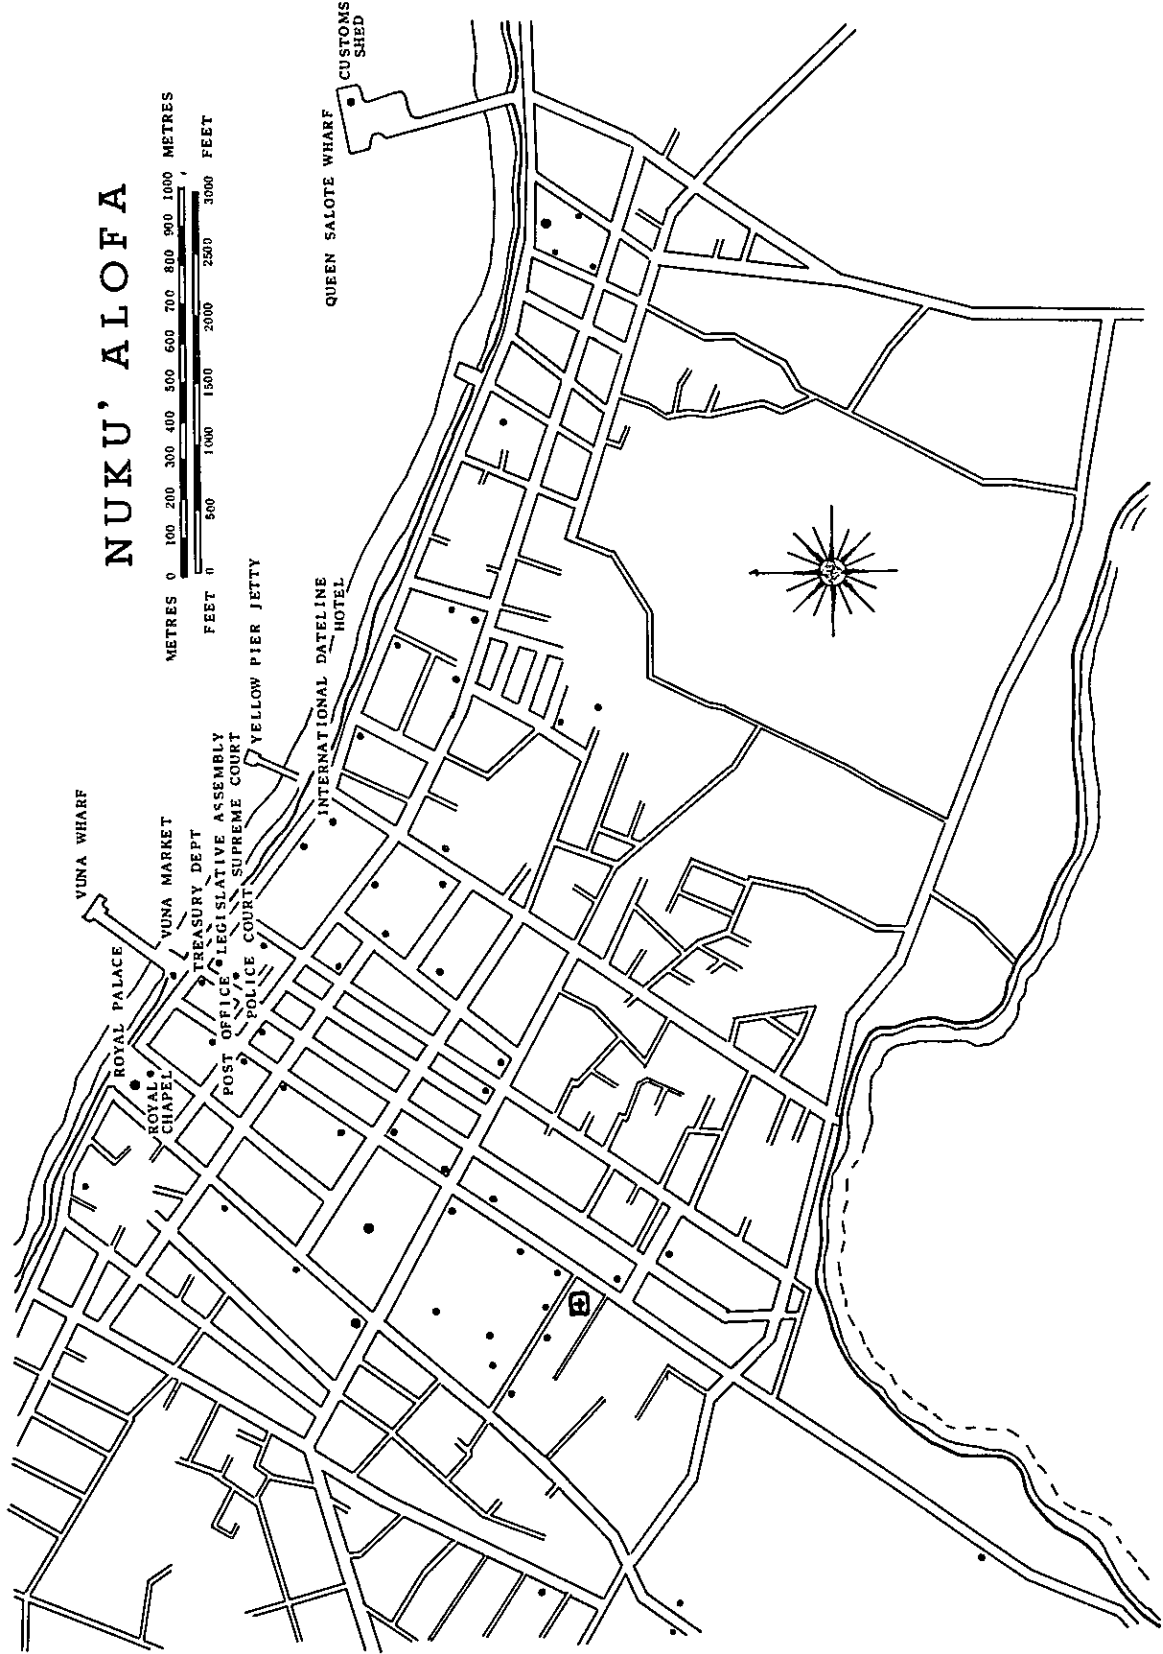 NUKU' ALOFA
METRES 0 100 200 300 400 500 600 700 800 900 1000 METRES
FEET 0 500 1000 1500 2000 2500 3000 FEET
VUNA WHARF
VUNA MARKET
TREASURY DEPT
ROYAL PALACE
ROYAL
CHAPEL
POST OFFICE
LEGISLATIVE ASSEMBLY
POLICE COURT
SUPREME COURT
YELLOW PIER JETTY
INTERNATIONAL DATELINE
HOTEL
QUEEN SALOTE WHARF
CUSTOMS
SHED